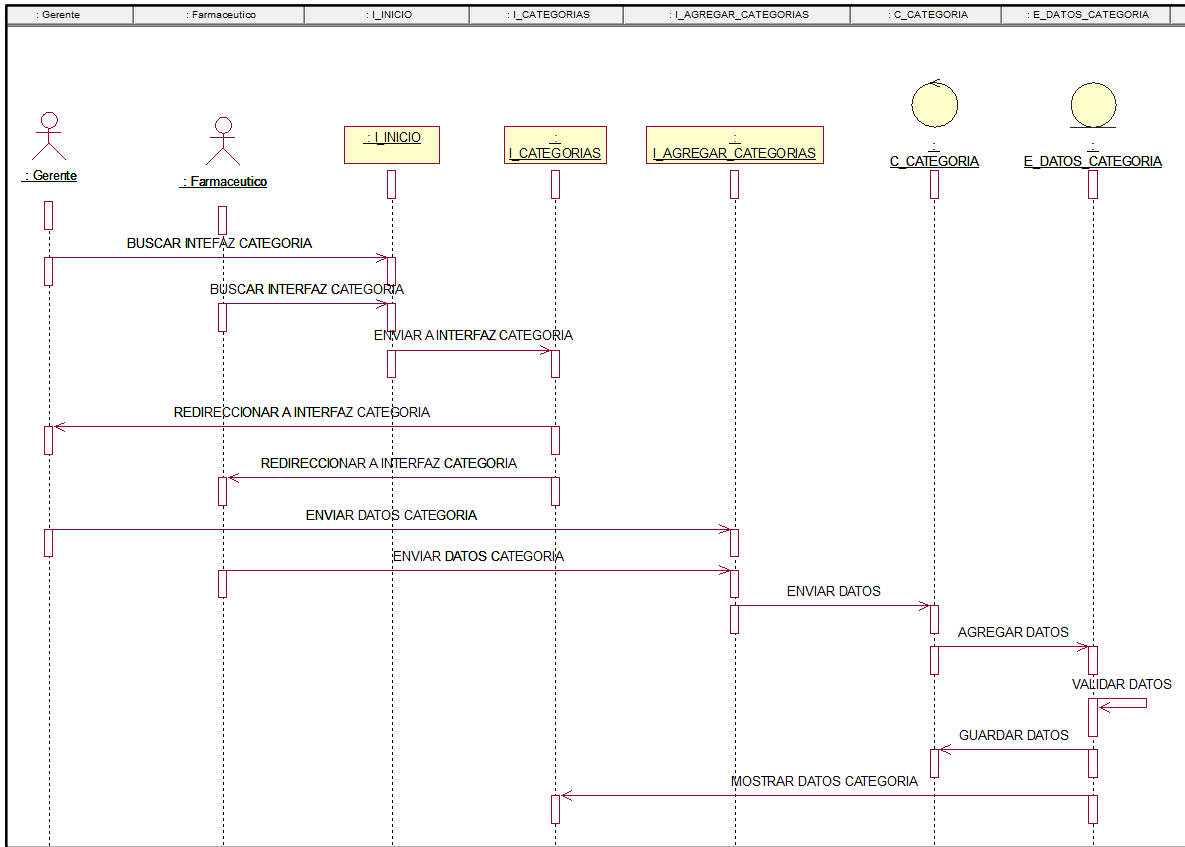 : Gerente : Farmaceutico : I_INICIO : I_CATEGORIAS : I_AGREGAR_CATEGORIAS : C_CATEGORIA : E_DATOS_CATEGORIA
: Gerente
: Farmaceutico
: I_INICIO
:
I_CATEGORIAS
:
I_AGREGAR_CATEGORIAS
:
C_CATEGORIA
:
E_DATOS_CATEGORIA
BUSCAR INTEFAZ CATEGORIA
BUSCAR INTERFAZ CATEGORIA
ENVIAR A INTERFAZ CATEGORIA
REDIRECCIONAR A INTERFAZ CATEGORIA
REDIRECCIONAR A INTERFAZ CATEGORIA
ENVIAR DATOS CATEGORIA
ENVIAR DATOS CATEGORIA
ENVIAR DATOS
AGREGAR DATOS
VALIDAR DATOS
GUARDAR DATOS
MOSTRAR DATOS CATEGORIA